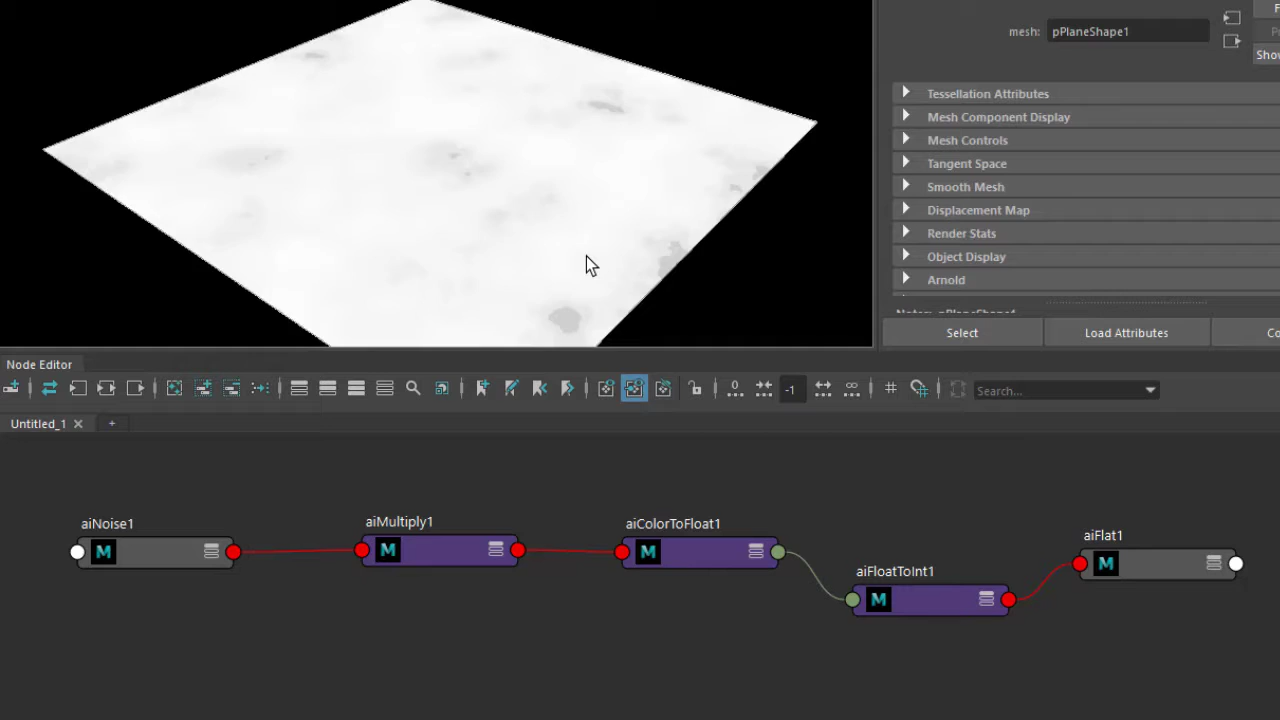 mesh: pPlaneShape1
Tessellation Attributes
Mesh Component Display
Mesh Controls
Tangent Space
Smooth Mesh
Displacement Map
Render Stats
Object Display
Arnold
Select Load Attributes
Node Editor
-1 Search...
Untitled_1 +
aiNoise1
aiMultiply1
aiColorToFloat1
aiFloatToInt1
aiFlat1